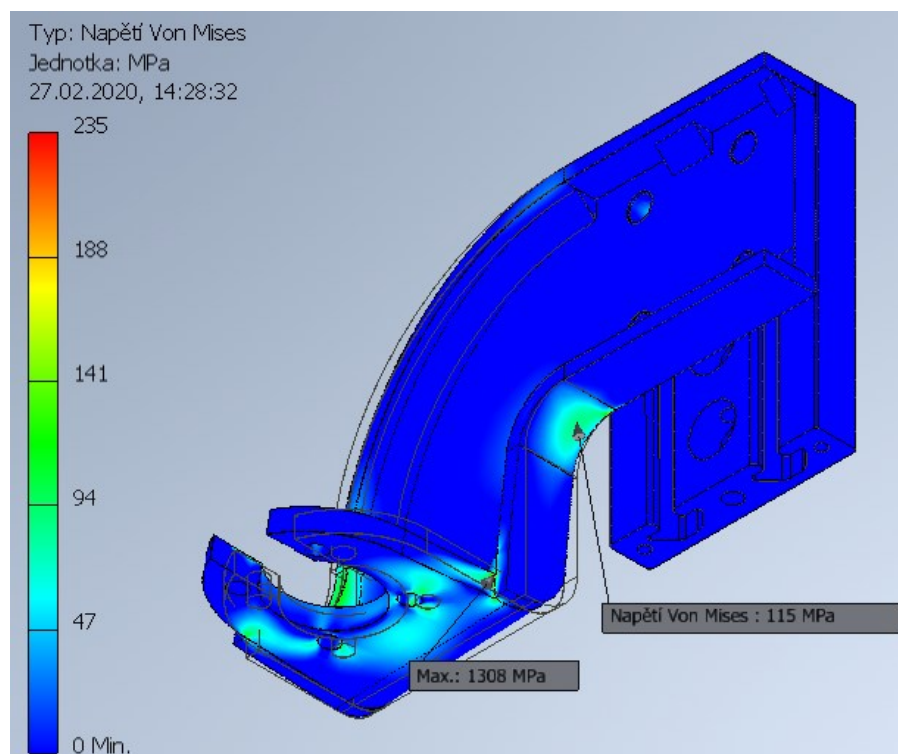 Typ: Napětí Von Mises
Jednotka: MPa
27.02.2020, 14:28:32
235
188
141
94
47
0 Min.
Napětí Von Mises : 115 MPa
Max.: 1308 MPa